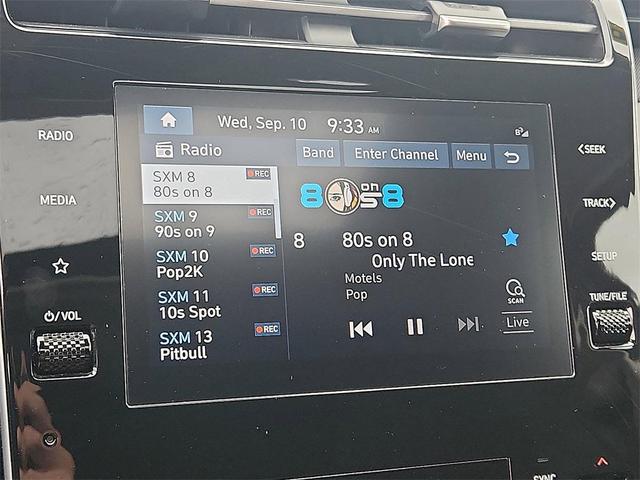 Wed, Sep. 10 9:33 AM
Radio Band Enter Channel Menu
SXM 8 REC
80s on 8
SXM 9 REC
90s on 9
SXM 10 REC
Pop2K
SXM 11 REC
10s Spot
SXM 13 REC
Pitbull
8 on 8
8 80s on 8
Only The Lone
Motels
Pop
SCAN
Live
RADIO
MEDIA
/VOL
<SEEK
TRACK>
SETUP
TUNE/FILE
SYNC